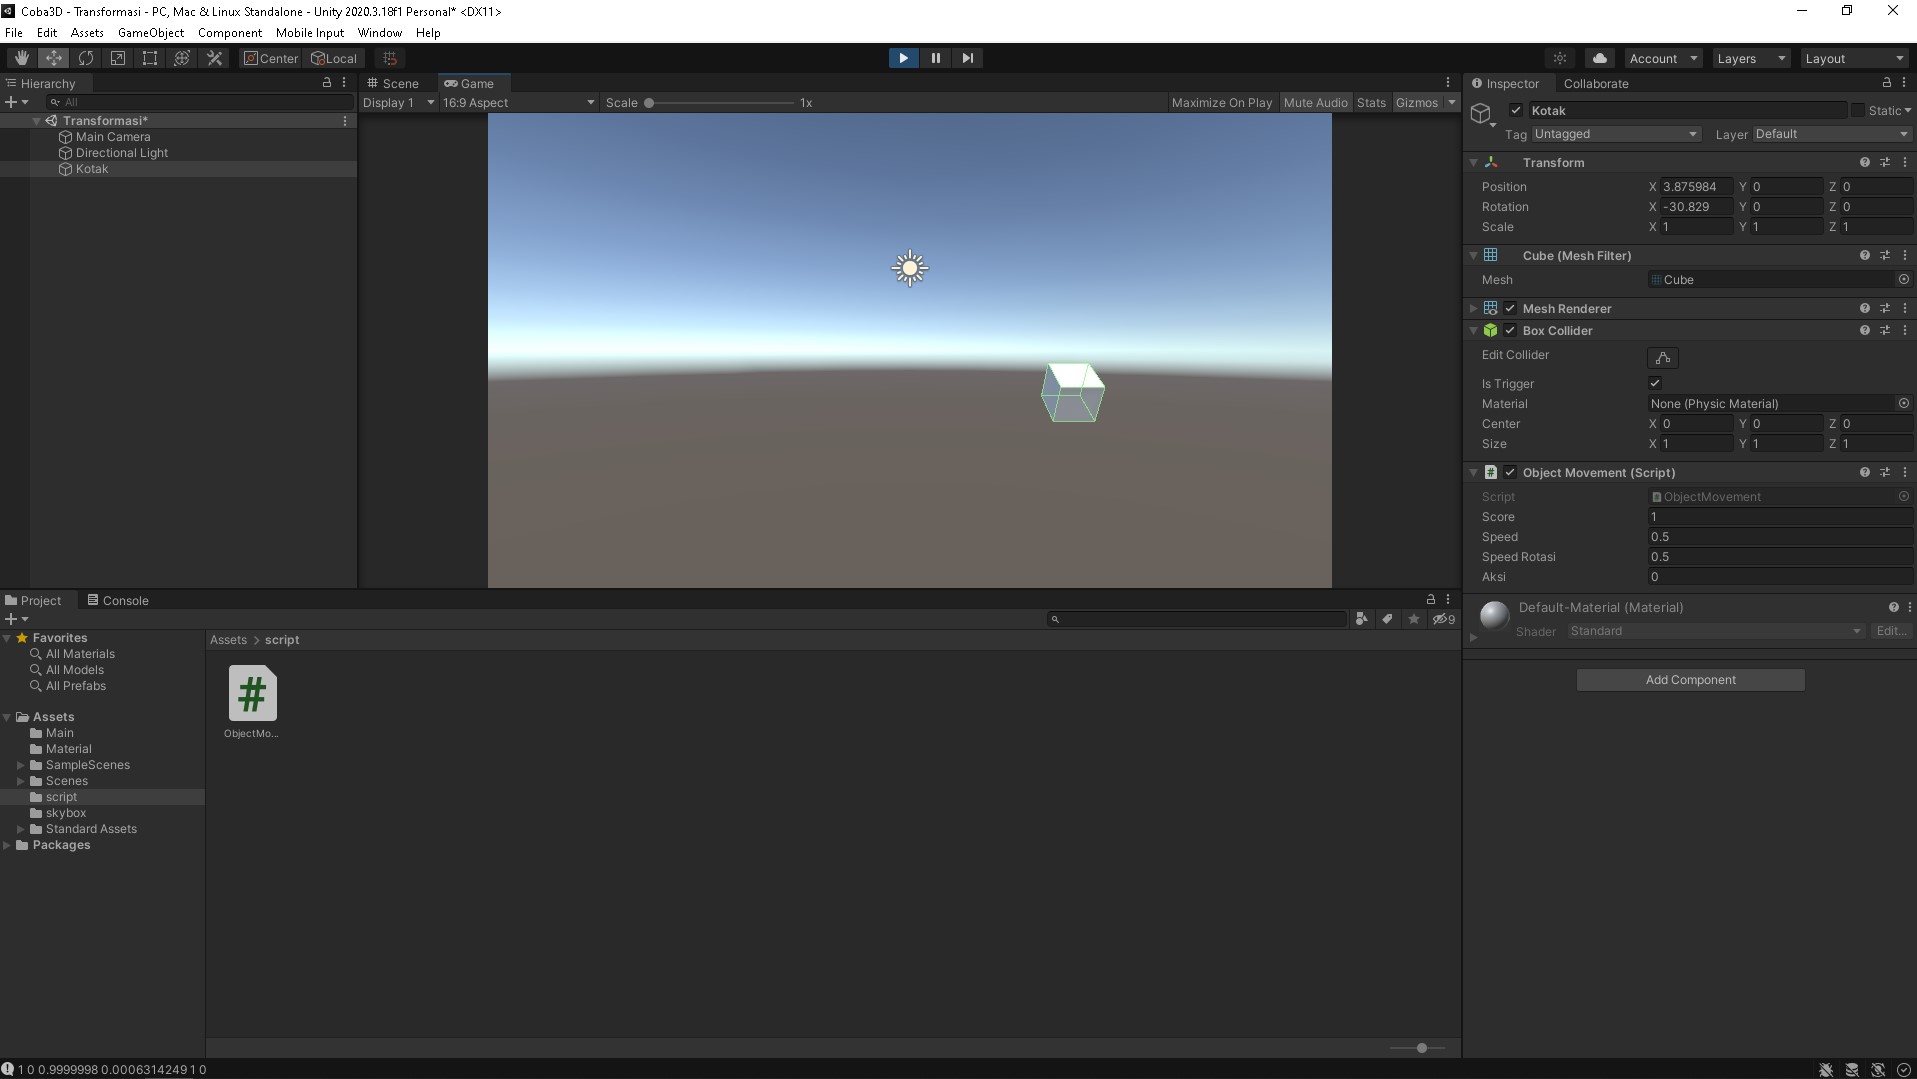 Coba3D - Transformasi - PC, Mac & Linux Standalone - Unity 2020.3.18f1 Personal* <DX11>
File Edit Assets GameObject Component Mobile Input Window Help
Center Local Account Layers Layout
Hierarchy
All
Transformasi*
Main Camera
Directional Light
Kotak
Scene Game
Display 1 16:9 Aspect Scale 1x Maximize On Play Mute Audio Stats Gizmos
Inspector Collaborate
Kotak Static
Tag Untagged Layer Default
Transform
Position X 3.875984 Y 0 Z 0
Rotation X -30.829 Y 0 Z 0
Scale X 1 Y 1 Z 1
Cube (Mesh Filter)
Mesh Cube
Mesh Renderer
Box Collider
Edit Collider
Is Trigger
Material None (Physic Material)
Center X 0 Y 0 Z 0
Size X 1 Y 1 Z 1
# Object Movement (Script)
Script ObjectMovement
Score 1
Speed 0.5
Speed Rotasi 0.5
Aksi 0
Default-Material (Material)
Shader Standard Edit...
Add Component
Project Console
9
Favorites
All Materials
All Models
All Prefabs
Assets
Main
Material
SampleScenes
Scenes
script
skybox
Standard Assets
Packages
Assets > script
#
ObjectMo...
1 0 0.9999998 0.0006314249 1 0